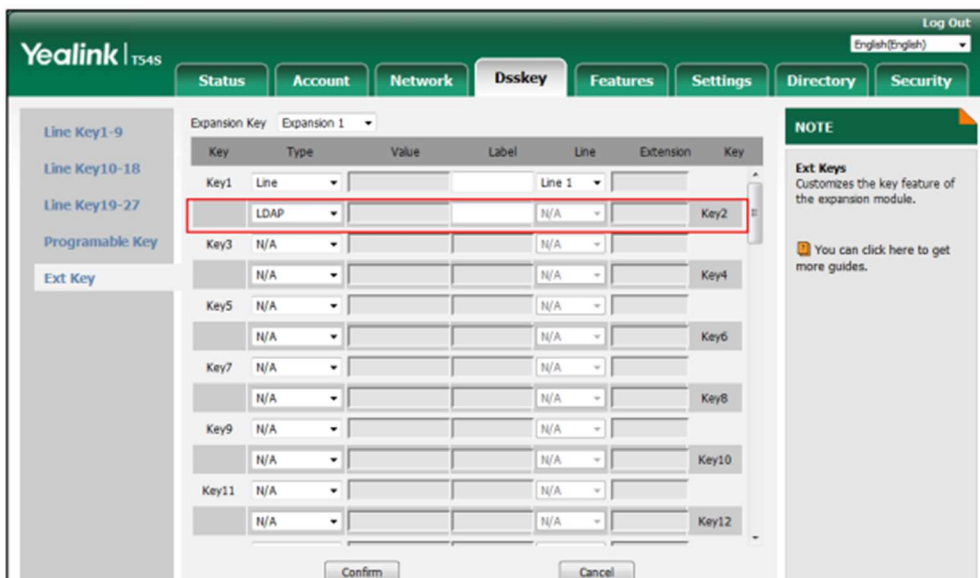 Log Out
Yealink | T54S
English(English)
Status Account Network Dsskey Features Settings Directory Security
Line Key1-9
Line Key10-18
Line Key19-27
Programable Key
Ext Key
Expansion Key Expansion 1
Key Type Value Label Line Extension Key
Key1 Line Line 1
LDAP N/A Key2
Key3 N/A N/A
N/A N/A Key4
Key5 N/A N/A
N/A N/A Key6
Key7 N/A N/A
N/A N/A Key8
Key9 N/A N/A
N/A N/A Key10
Key11 N/A N/A
N/A N/A Key12
Confirm Cancel
NOTE
Ext Keys
Customizes the key feature of
the expansion module.
You can click here to get
more guides.